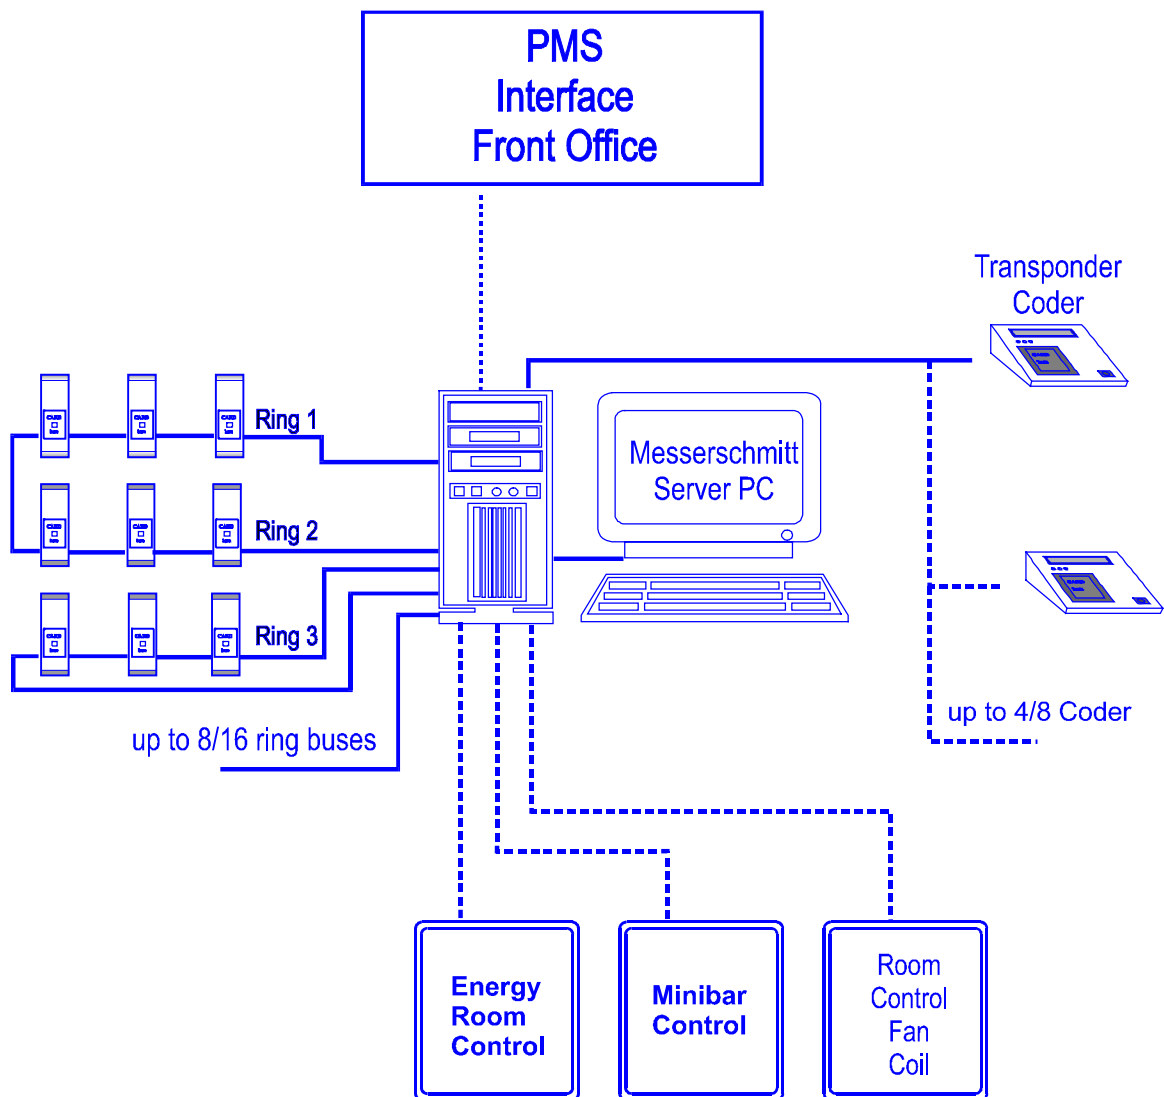 PMS
Interface
Front Office
Transponder
Coder
Ring 1
Messerschmitt
Server PC
Ring 2
Ring 3
up to 4/8 Coder
up to 8/16 ring buses
Energy
Room
Control
Minibar
Control
Room
Control
Fan
Coil